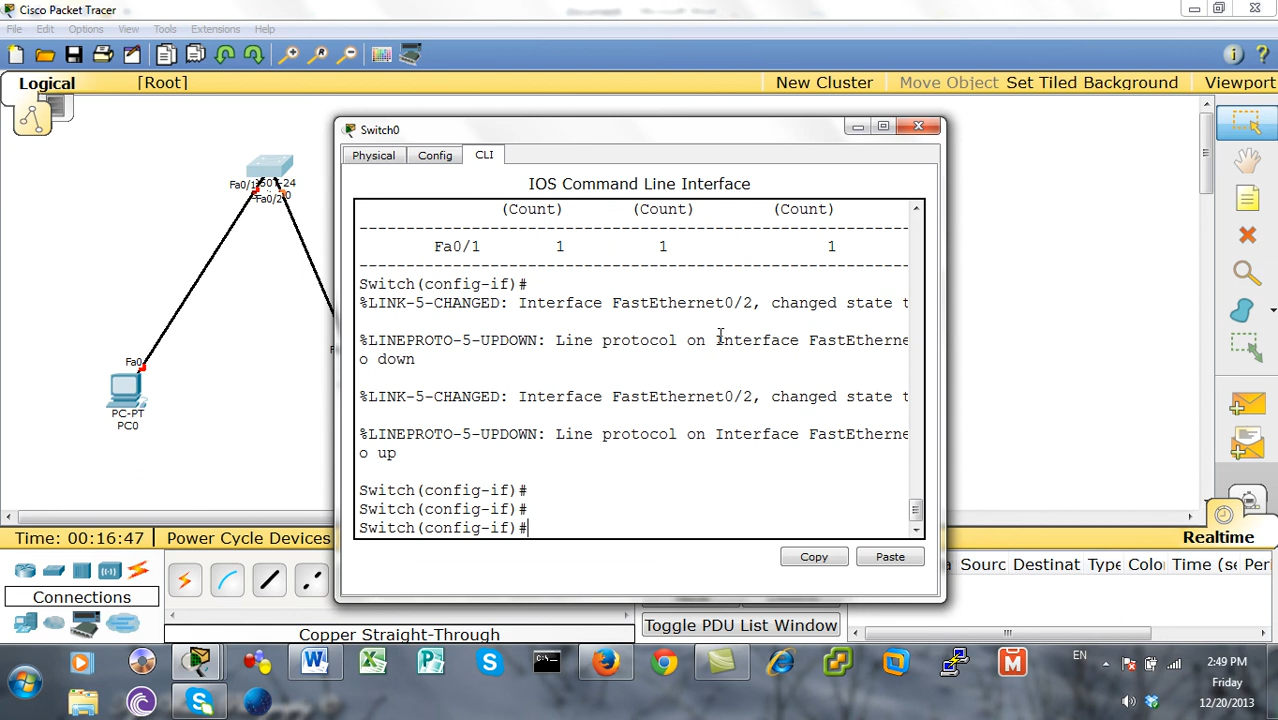 Cisco Packet Tracer
File Edit Options View Tools Extensions Help
Logical [Root] New Cluster Move Object Set Tiled Background Viewport
Switch0
Physical Config CLI
IOS Command Line Interface
(Count) (Count) (Count)
--------------------------------------------------------------------
Fa0/1 1 1 1
--------------------------------------------------------------------
Switch(config-if)#
%LINK-5-CHANGED: Interface FastEthernet0/2, changed state t
%LINEPROTO-5-UPDOWN: Line protocol on Interface FastEtherne
o down
%LINK-5-CHANGED: Interface FastEthernet0/2, changed state t
%LINEPROTO-5-UPDOWN: Line protocol on Interface FastEtherne
o up
Switch(config-if)#
Switch(config-if)#
Switch(config-if)#
Copy Paste
Fa0/1
Fa0/2
Fa0
PC-PT
PC0
Time: 00:16:47 Power Cycle Devices Realtime
Connections
Copper Straight-Through
Toggle PDU List Window
Sourc Destinat Type Colo Time (se Peri
EN
2:49 PM
Friday
12/20/2013